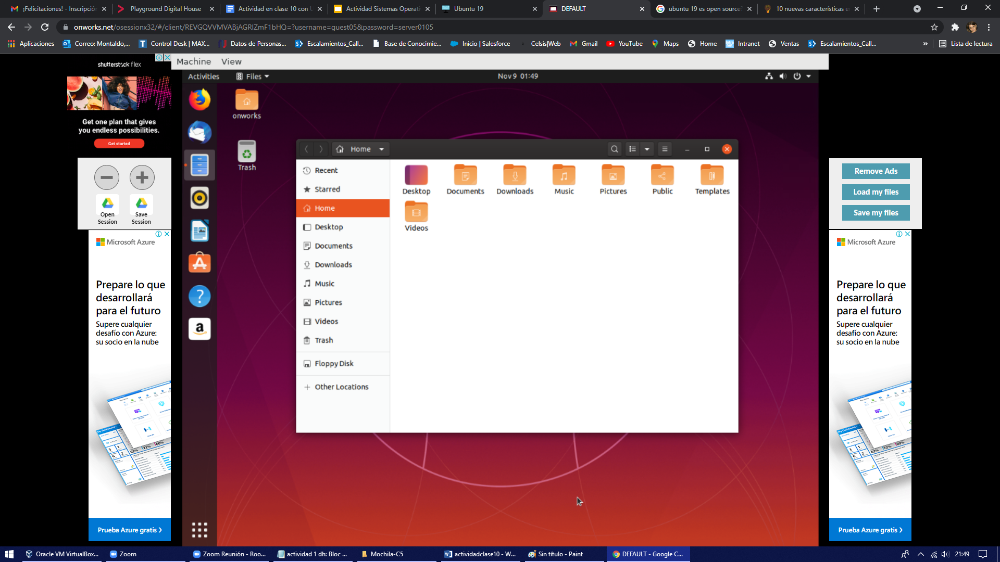 ¡Felicitaciones! - Inscripción
Playground Digital House
Actividad en clase 10 con U
Actividad Sistemas Operati
Ubuntu 19
DEFAULT
ubuntu 19 es open source?
10 nuevas características e
onworks.net/osessionx32/#/client/REVGQVVMVABjAGRlZmF1bHQ=?username=guest05&password=server0105
Aplicaciones
Correo: Montaldo,...
Control Desk | MAX...
Datos de Personas...
Escalamientos_Call...
Base de Conocimie...
Inicio | Salesforce
Celsis|Web
Gmail
YouTube
Maps
Home
Intranet
Ventas
Escalamientos_Call...
»
Lista de lectura
shutterstock flex
Get one plan that gives
you endless possibilities.
Get started
Machine View
Activities
Files
Nov 9 01:49
onworks
Trash
Home
Recent
Starred
Home
Desktop
Documents
Downloads
Music
Pictures
Videos
Trash
Floppy Disk
Other Locations
Desktop
Documents
Downloads
Music
Pictures
Public
Templates
Videos
Open
Session
Save
Session
Remove Ads
Load my files
Save my files
Microsoft Azure
Prepare lo que
desarrollará
para el futuro
Supere cualquier
desafío con Azure:
su socio en la nube
Prueba Azure gratis
Microsoft Azure
Prepare lo que
desarrollará
para el futuro
Supere cualquier
desafío con Azure:
su socio en la nube
Prueba Azure gratis
Oracle VM VirtualBox...
Zoom
Zoom Reunión - Roo...
actividad 1 dh: Bloc ...
Mochila-C5
actividadclase10 - W...
Sin título - Paint
DEFAULT - Google C...
21:49